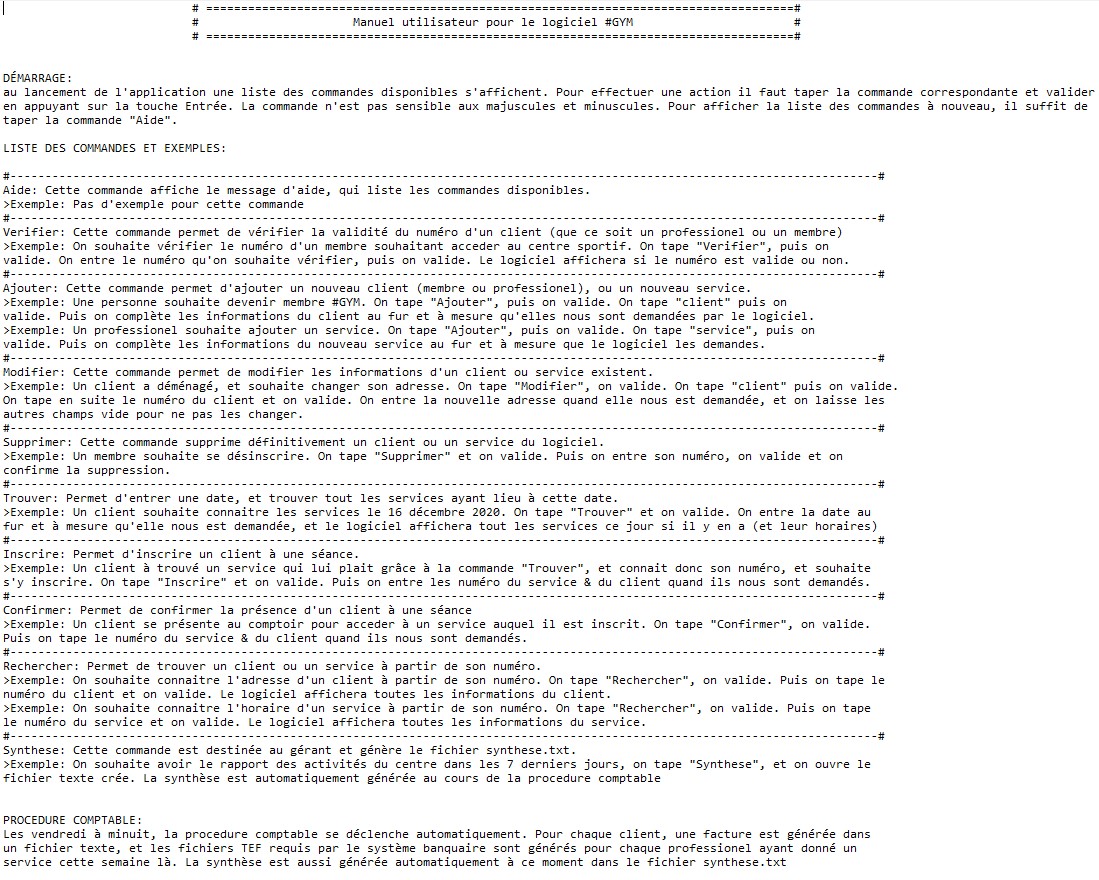 # ===================================================================================#
# Manuel utilisateur pour le logiciel #GYM #
# ===================================================================================#
DÉMARRAGE:
au lancement de l'application une liste des commandes disponibles s'affichent. Pour effectuer une action il faut taper la commande correspondante et valider
en appuyant sur la touche Entrée. La commande n'est pas sensible aux majuscules et minuscules. Pour afficher la liste des commandes à nouveau, il suffit de
taper la commande "Aide".
LISTE DES COMMANDES ET EXEMPLES:
#---------------------------------------------------------------------------------------------------------------------------#
Aide: Cette commande affiche le message d'aide, qui liste les commandes disponibles.
>Exemple: Pas d'exemple pour cette commande
#---------------------------------------------------------------------------------------------------------------------------#
Verifier: Cette commande permet de vérifier la validité du numéro d'un client (que ce soit un professionel ou un membre)
>Exemple: On souhaite vérifier le numéro d'un membre souhaitant acceder au centre sportif. On tape "Verifier", puis on
valide. On entre le numéro qu'on souhaite vérifier, puis on valide. Le logiciel affichera si le numéro est valide ou non.
#---------------------------------------------------------------------------------------------------------------------------#
Ajouter: Cette commande permet d'ajouter un nouveau client (membre ou professionel), ou un nouveau service.
>Exemple: Une personne souhaite devenir membre #GYM. On tape "Ajouter", puis on valide. On tape "client" puis on
valide. Puis on complète les informations du client au fur et à mesure qu'elles nous sont demandées par le logiciel.
>Exemple: Un professionel souhaite ajouter un service. On tape "Ajouter", puis on valide. On tape "service", puis on
valide. Puis on complète les informations du nouveau service au fur et à mesure que le logiciel les demandes.
#---------------------------------------------------------------------------------------------------------------------------#
Modifier: Cette commande permet de modifier les informations d'un client ou service existent.
>Exemple: Un client a déménagé, et souhaite changer son adresse. On tape "Modifier", on valide. On tape "client" puis on valide.
On tape en suite le numéro du client et on valide. On entre la nouvelle adresse quand elle nous est demandée, et on laisse les
autres champs vide pour ne pas les changer.
#---------------------------------------------------------------------------------------------------------------------------#
Supprimer: Cette commande supprime définitivement un client ou un service du logiciel.
>Exemple: Un membre souhaite se désinscrire. On tape "Supprimer" et on valide. Puis on entre son numéro, on valide et on
confirme la suppression.
#---------------------------------------------------------------------------------------------------------------------------#
Trouver: Permet d'entrer une date, et trouver tout les services ayant lieu à cette date.
>Exemple: Un client souhaite connaitre les services le 16 décembre 2020. On tape "Trouver" et on valide. On entre la date au
fur et à mesure qu'elle nous est demandée, et le logiciel affichera tout les services ce jour si il y en a (et leur horaires)
#---------------------------------------------------------------------------------------------------------------------------#
Inscrire: Permet d'inscrire un client à une séance.
>Exemple: Un client à trouvé un service qui lui plait grâce à la commande "Trouver", et connait donc son numéro, et souhaite
s'y inscrire. On tape "Inscrire" et on valide. Puis on entre les numéro du service & du client quand ils nous sont demandés.
#---------------------------------------------------------------------------------------------------------------------------#
Confirmer: Permet de confirmer la présence d'un client à une séance
>Exemple: Un client se présente au comptoir pour acceder à un service auquel il est inscrit. On tape "Confirmer", on valide.
Puis on tape le numéro du service & du client quand ils nous sont demandés.
#---------------------------------------------------------------------------------------------------------------------------#
Rechercher: Permet de trouver un client ou un service à partir de son numéro.
>Exemple: On souhaite connaitre l'adresse d'un client à partir de son numéro. On tape "Rechercher", on valide. Puis on tape le
numéro du client et on valide. Le logiciel affichera toutes les informations du client.
>Exemple: On souhaite connaitre l'horaire d'un service à partir de son numéro. On tape "Rechercher", on valide. Puis on tape
le numéro du service et on valide. Le logiciel affichera toutes les informations du service.
#---------------------------------------------------------------------------------------------------------------------------#
Synthese: Cette commande est destinée au gérant et génère le fichier synthese.txt.
>Exemple: On souhaite avoir le rapport des activités du centre dans les 7 derniers jours, on tape "Synthese", et on ouvre le
fichier texte crée. La synthèse est automatiquement générée au cours de la procedure comptable
PROCEDURE COMPTABLE:
Les vendredi à minuit, la procedure comptable se déclenche automatiquement. Pour chaque client, une facture est générée dans
un fichier texte, et les fichiers TEF requis par le système banquaire sont générés pour chaque professionel ayant donné un
service cette semaine là. La synthèse est aussi générée automatiquement à ce moment dans le fichier synthese.txt